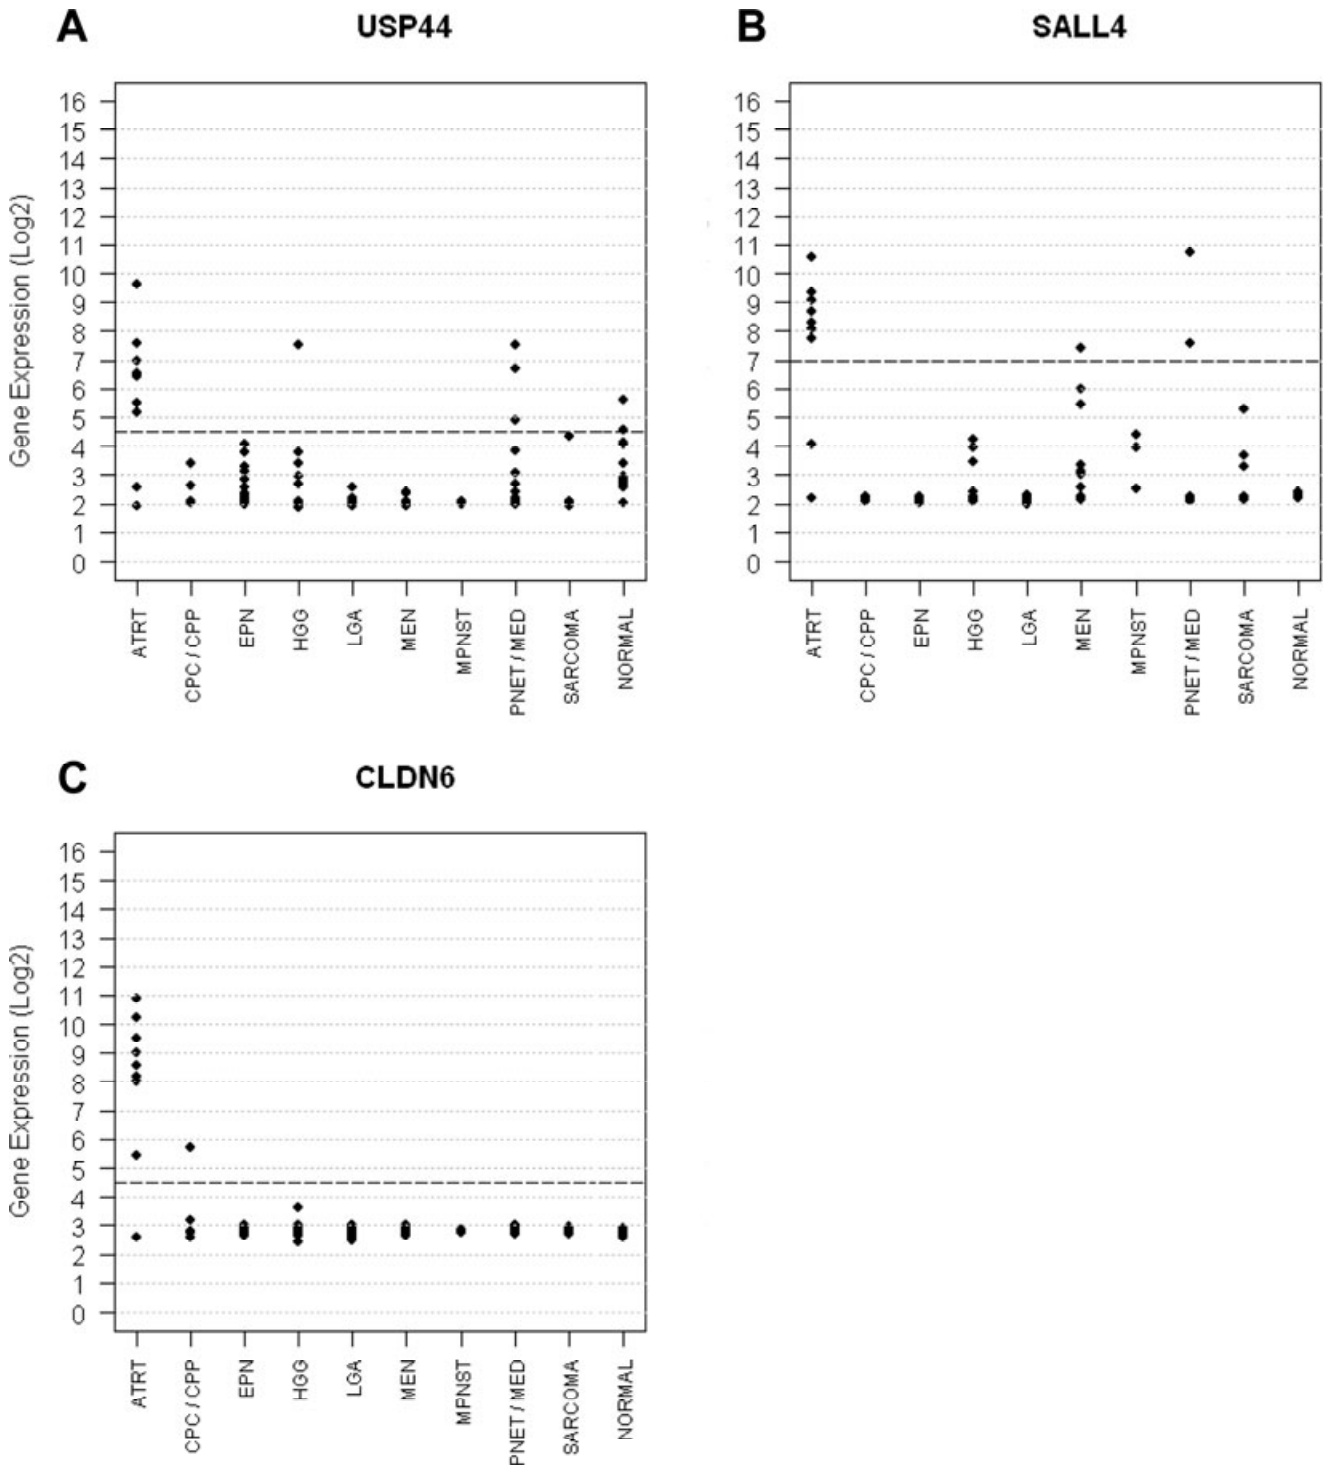 A
USP44
Gene Expression (Log2)
16
15
14
13
12
11
10
9
8
7
6
5
4
3
2
1
0
ATRT
CPC / CPP
EPN
HGG
LGA
MEN
MPNST
PNET / MED
SARCOMA
NORMAL
B
SALL4
16
15
14
13
12
11
10
9
8
7
6
5
4
3
2
1
0
ATRT
CPC / CPP
EPN
HGG
LGA
MEN
MPNST
PNET / MED
SARCOMA
NORMAL
C
CLDN6
Gene Expression (Log2)
16
15
14
13
12
11
10
9
8
7
6
5
4
3
2
1
0
ATRT
CPC / CPP
EPN
HGG
LGA
MEN
MPNST
PNET / MED
SARCOMA
NORMAL